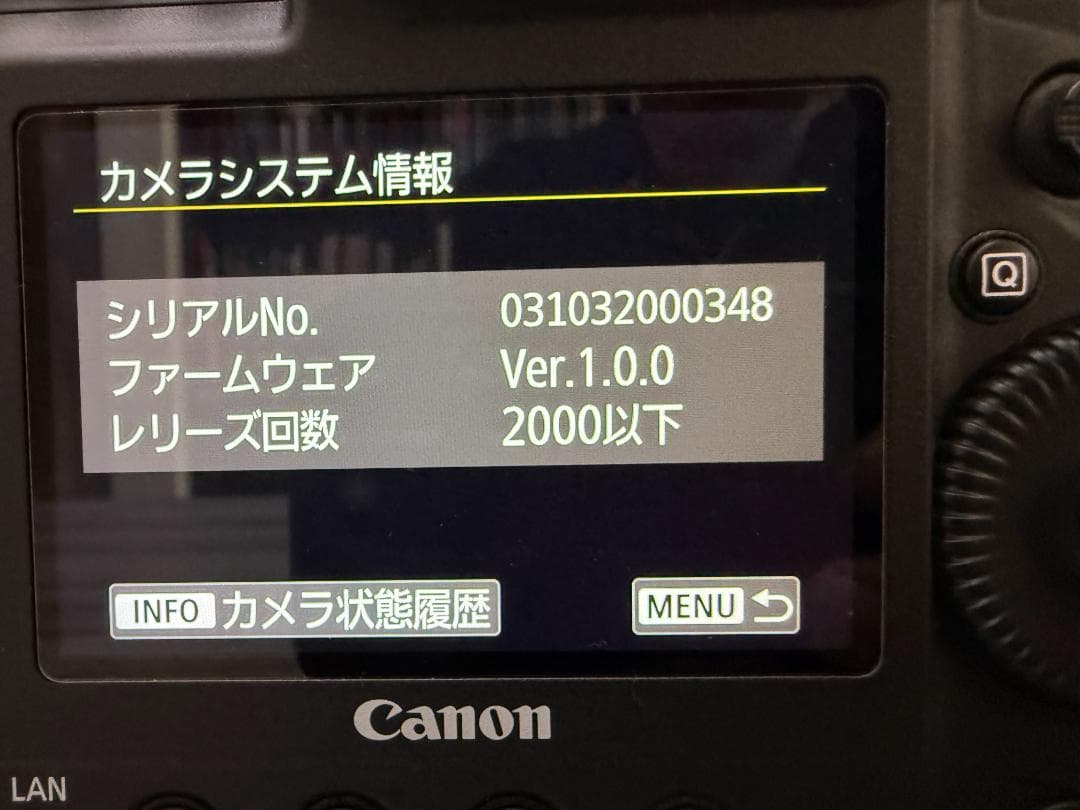 カメラシステム情報
シリアルNo. 031032000348
ファームウェア Ver.1.0.0
レリーズ回数 2000以下
INFO カメラ状態履歴 MENU
Q
Canon
LAN